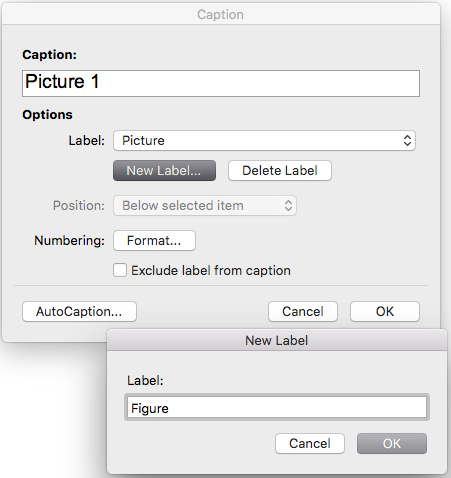 Caption
Caption:
Picture 1
Options
Label: Picture
New Label... Delete Label
Position: Below selected item
Numbering: Format...
Exclude label from caption
AutoCaption... Cancel OK
New Label
Label:
Figure
Cancel OK